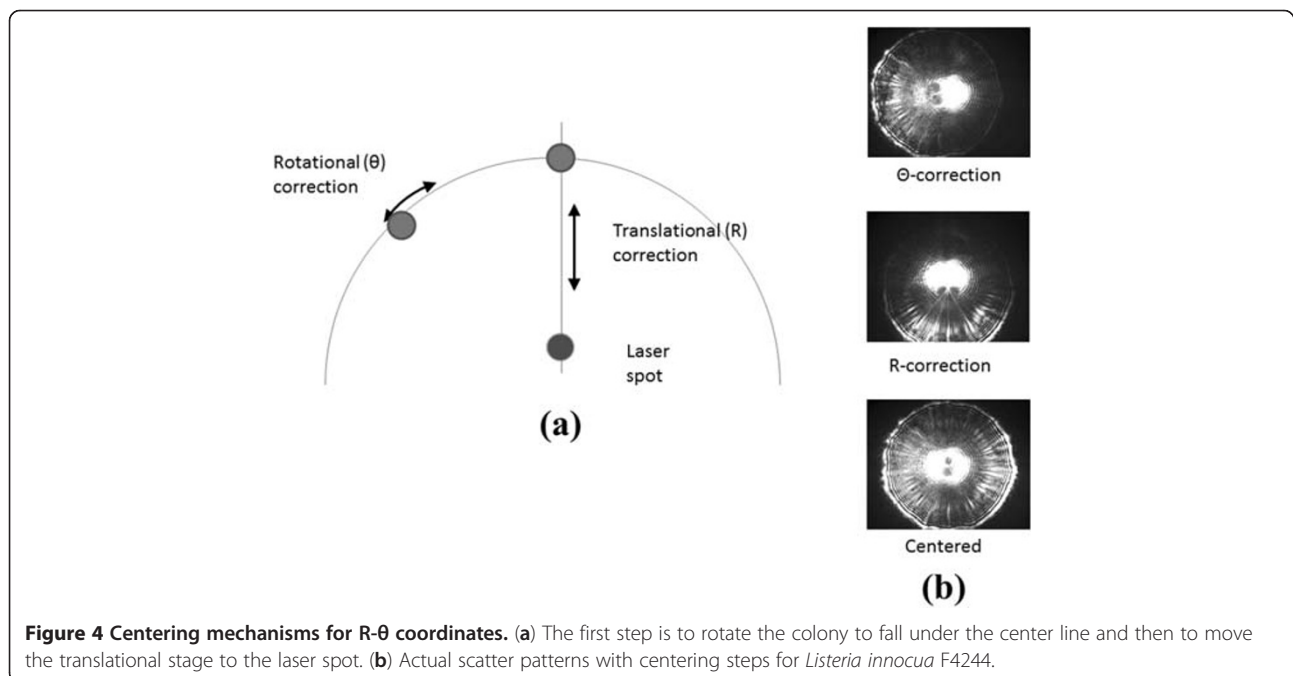 Rotational (θ)
correction
Translational (R)
correction
Laser
spot
(a)
Θ-correction
R-correction
Centered
(b)
Figure 4 Centering mechanisms for R-θ coordinates. (a) The first step is to rotate the colony to fall under the center line and then to move
the translational stage to the laser spot. (b) Actual scatter patterns with centering steps for Listeria innocua F4244.